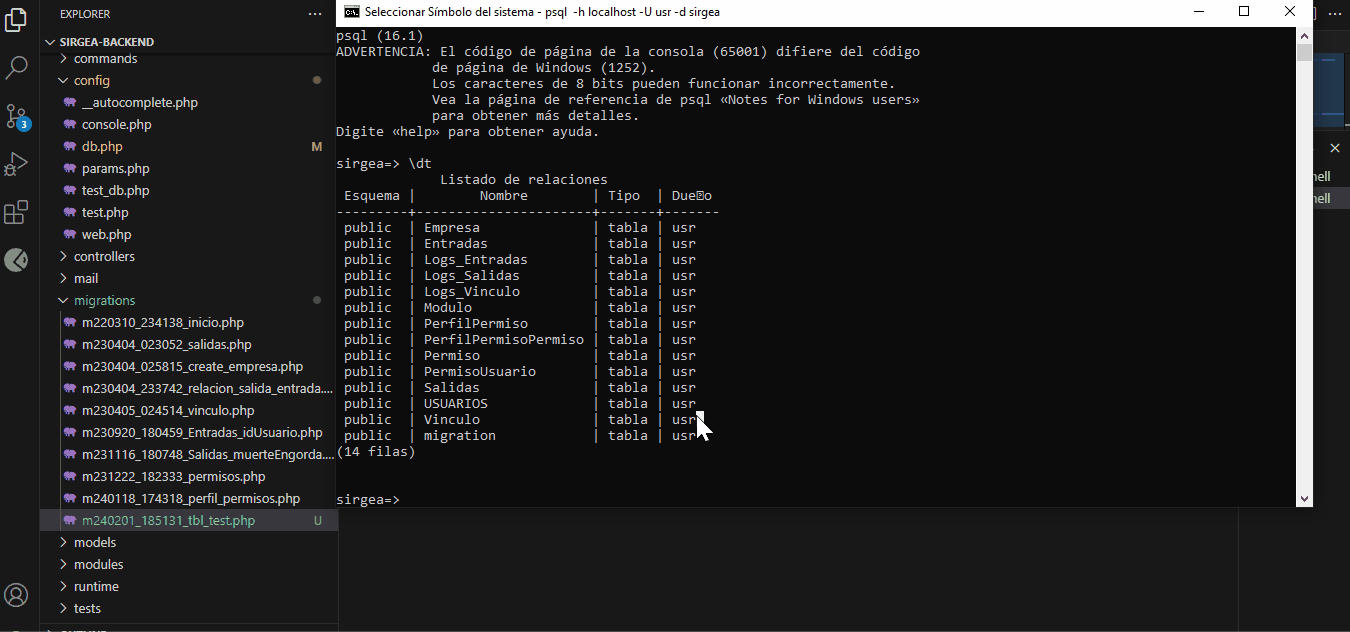 EXPLORER
SIRGEA-BACKEND
commands
config
__autocomplete.php
console.php
db.php M
params.php
test_db.php
test.php
web.php
controllers
mail
migrations
m220310_234138_inicio.php
m230404_023052_salidas.php
m230404_025815_create_empresa.php
m230404_233742_relacion_salida_entrada....
m230405_024514_vinculo.php
m230920_180459_Entradas_idUsuario.php
m231116_180748_Salidas_muerteEngorda....
m231222_182333_permisos.php
m240118_174318_perfil_permisos.php
m240201_185131_tbl_test.php U
models
modules
runtime
tests
3
Seleccionar Símbolo del sistema - psql  -h localhost -U usr -d sirgea
psql (16.1)
ADVERTENCIA: El código de página de la consola (65001) difiere del código
de página de Windows (1252).
Los caracteres de 8 bits pueden funcionar incorrectamente.
Vea la página de referencia de psql «Notes for Windows users»
para obtener más detalles.
Digite «help» para obtener ayuda.
sirgea=> \dt
Listado de relaciones
Esquema |        Nombre        | Tipo  | Due�o
---------+----------------------+-------+-------
public  | Empresa              | tabla | usr
public  | Entradas             | tabla | usr
public  | Logs_Entradas        | tabla | usr
public  | Logs_Salidas         | tabla | usr
public  | Logs_Vinculo         | tabla | usr
public  | Modulo               | tabla | usr
public  | PerfilPermiso        | tabla | usr
public  | PerfilPermisoPermiso | tabla | usr
public  | Permiso              | tabla | usr
public  | PermisoUsuario       | tabla | usr
public  | Salidas              | tabla | usr
public  | USUARIOS             | tabla | usr
public  | Vinculo              | tabla | usr
public  | migration            | tabla | usr
(14 filas)
sirgea=>